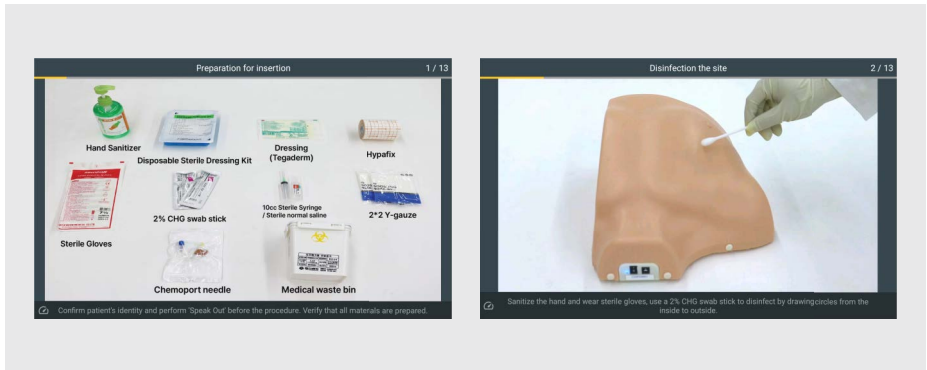 Preparation for insertion
1 / 13
Hand Sanitizer
Disposable Sterile Dressing Kit
Dressing
(Tegaderm)
Hypafix
Sterile Gloves
2% CHG swab stick
10cc Sterile Syringe
/ Sterile normal saline
2*2 Y-gauze
Chemoport needle
Medical waste bin
Confirm patient's identity and perform 'Speak Out' before the procedure. Verify that all materals are prepared.
Disinfection the site
2 / 13
Sanitize the hand and wear sterile gloves, use a 2% CHG swab stick to disinfect by drawingcircles from the
inside to outside.